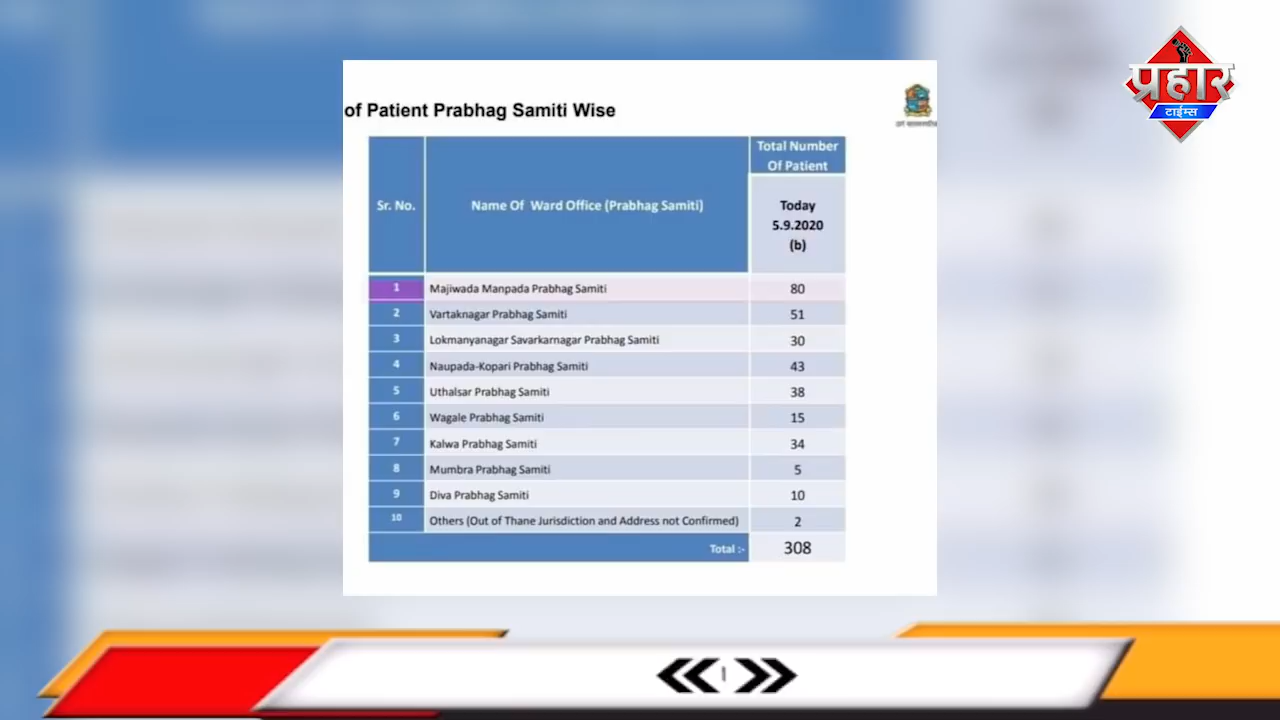 प्रहार
टाईम्स
of Patient Prabhag Samiti Wise
Sr. No.
Name Of Ward Office (Prabhag Samiti)
Total Number
Of Patient
Today
5.9.2020
(b)
1 Majiwada Manpada Prabhag Samiti 80
2 Vartaknagar Prabhag Samiti 51
3 Lokmanyanagar Savarkarnagar Prabhag Samiti 30
4 Naupada-Kopari Prabhag Samiti 43
5 Uthalsar Prabhag Samiti 38
6 Wagale Prabhag Samiti 15
7 Kalwa Prabhag Samiti 34
8 Mumbra Prabhag Samiti 5
9 Diva Prabhag Samiti 10
10 Others (Out of Thane Jurisdiction and Address not Confirmed) 2
Total :- 308